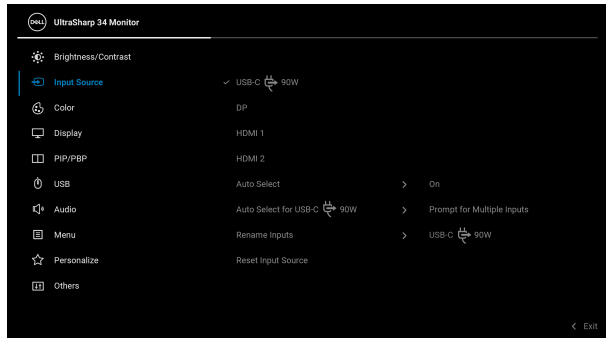 DELL UltraSharp 34 Monitor
Brightness/Contrast
Input Source USB-C 90W
Color DP
Display HDMI 1
PIP/PBP HDMI 2
USB Auto Select On
Audio Auto Select for USB-C 90W Prompt for Multiple Inputs
Menu Rename Inputs USB-C 90W
Personalize Reset Input Source
Others
Exit